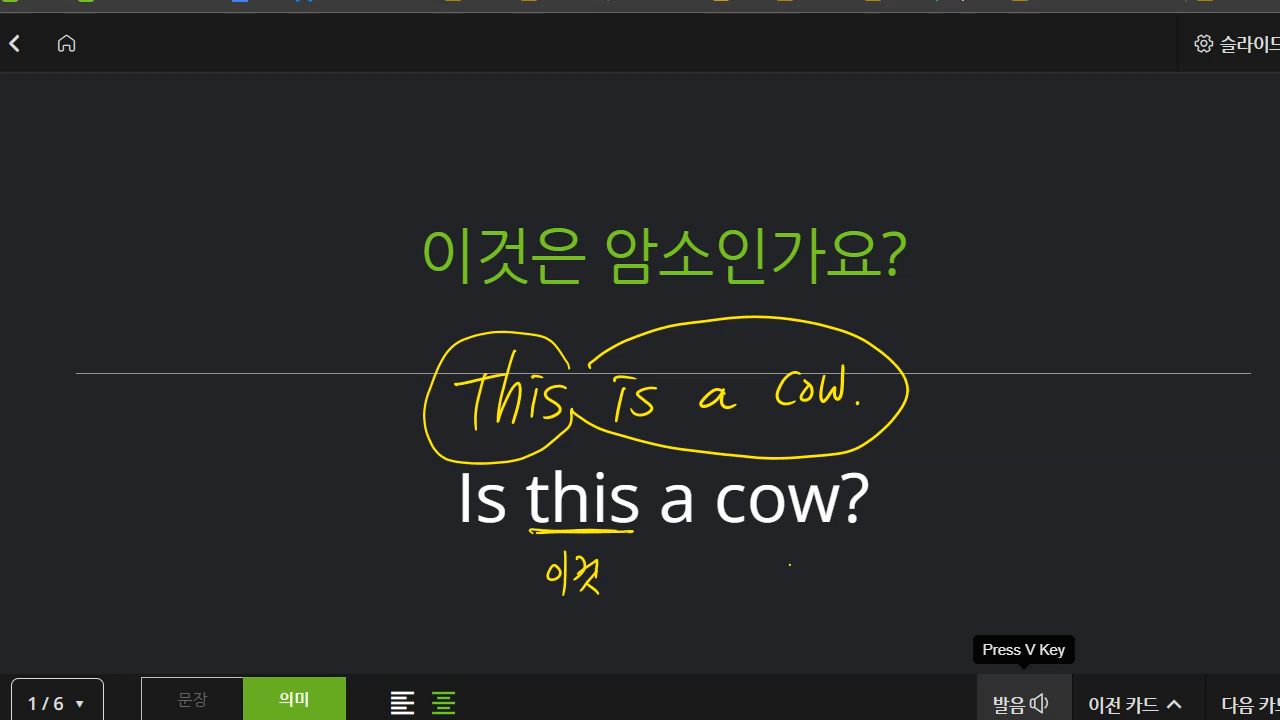 슬라이드
이것은 암소인가요?
This is a cow.
Is this a cow?
이것
Press V Key
1 / 6 ▼
문장
의미
발음
이전 카드
다음 카드